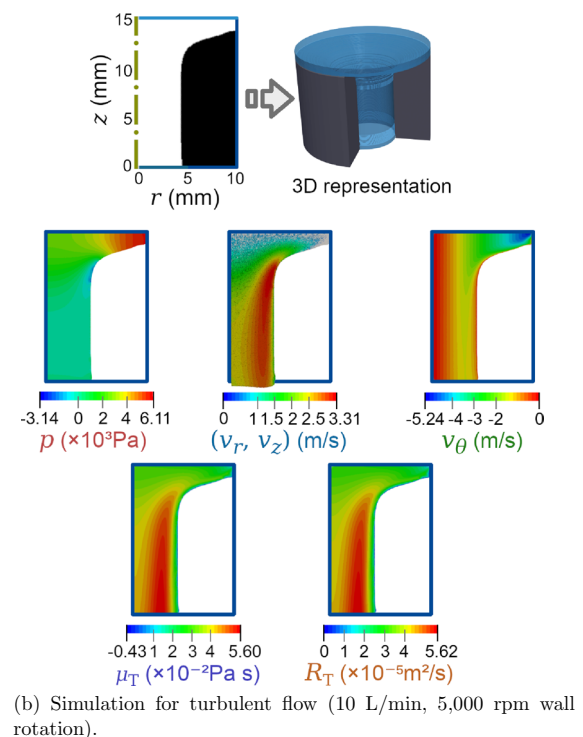 15
10
5
0
z (mm)
0 5 10
r (mm)
3D representation
-3.14 0 2 4 6.11
p (×10³Pa)
0 1 1.5 2 2.5 3.31
(v_r, v_z) (m/s)
-5.24 -4 -3 -2 0
v_θ (m/s)
-0.43 1 2 3 5.60
μ_T (×10⁻²Pa s)
0 1 2 3 4 5.62
R_T (×10⁻⁵m²/s)
(b) Simulation for turbulent flow (10 L/min, 5,000 rpm wall
rotation).